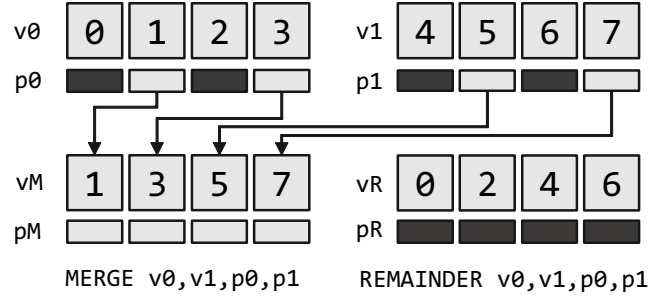 v0 0 1 2 3 v1 4 5 6 7
p0 p1
vM 1 3 5 7 vR 0 2 4 6
pM pR
MERGE v0,v1,p0,p1 REMAINDER v0,v1,p0,p1